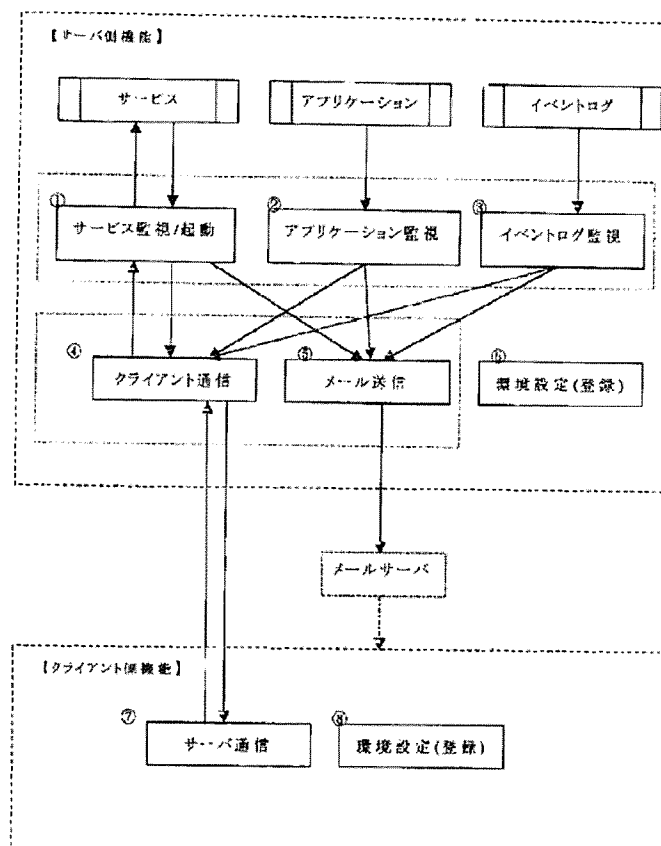 【サーバ側機能】
サービス
アプリケーション
イベントログ
①
サービス監視/起動
②
アプリケーション監視
③
イベントログ監視
④
クライアント通信
⑤
メール送信
⑥
環境設定(登録)
メールサーバ
【クライアント側機能】
⑦
サーバ通信
⑧
環境設定(登録)